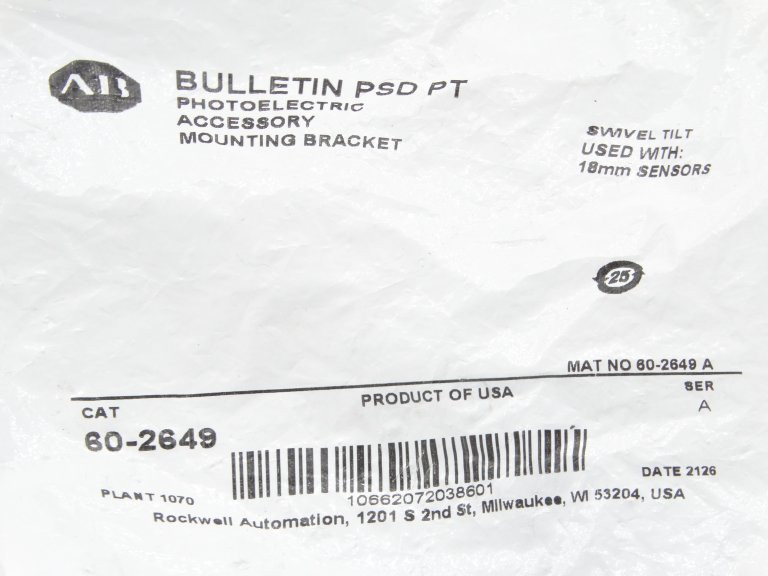 AB
BULLETIN PSD PT
PHOTOELECTRIC
ACCESSORY
MOUNTING BRACKET
SWIVEL TILT
USED WITH:
18mm SENSORS
25
MAT NO 60-2649 A
CAT
PRODUCT OF USA
SER
A
60-2649
10662072038601
DATE 2126
PLANT 1070
Rockwell Automation, 1201 S 2nd St, Milwaukee, WI 53204, USA